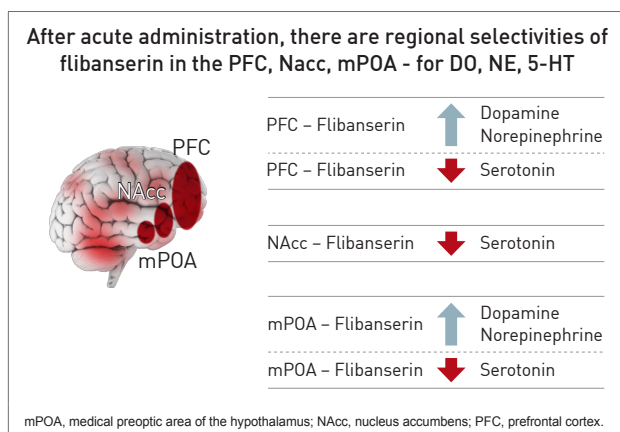 After acute administration, there are regional selectivities of
flibanserin in the PFC, Nacc, mPOA - for DO, NE, 5-HT
PFC
NAcc
mPOA
PFC – Flibanserin
Dopamine
Norepinephrine
PFC – Flibanserin
Serotonin
NAcc – Flibanserin
Serotonin
mPOA – Flibanserin
Dopamine
Norepinephrine
mPOA – Flibanserin
Serotonin
mPOA, medical preoptic area of the hypothalamus; NAcc, nucleus accumbens; PFC, prefrontal cortex.